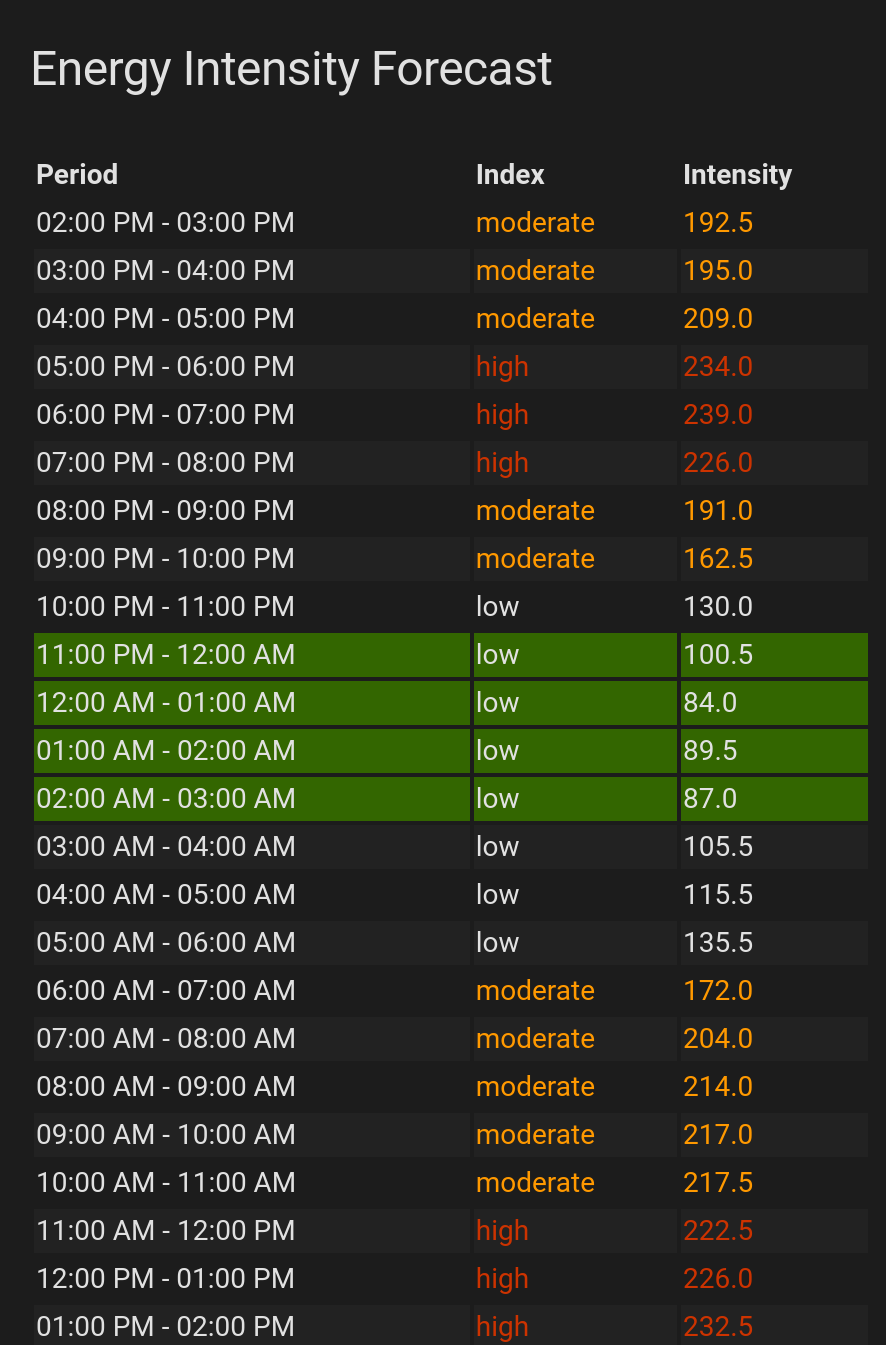 Energy Intensity Forecast
Period Index Intensity
02:00 PM - 03:00 PM moderate 192.5
03:00 PM - 04:00 PM moderate 195.0
04:00 PM - 05:00 PM moderate 209.0
05:00 PM - 06:00 PM high 234.0
06:00 PM - 07:00 PM high 239.0
07:00 PM - 08:00 PM high 226.0
08:00 PM - 09:00 PM moderate 191.0
09:00 PM - 10:00 PM moderate 162.5
10:00 PM - 11:00 PM low 130.0
11:00 PM - 12:00 AM low 100.5
12:00 AM - 01:00 AM low 84.0
01:00 AM - 02:00 AM low 89.5
02:00 AM - 03:00 AM low 87.0
03:00 AM - 04:00 AM low 105.5
04:00 AM - 05:00 AM low 115.5
05:00 AM - 06:00 AM low 135.5
06:00 AM - 07:00 AM moderate 172.0
07:00 AM - 08:00 AM moderate 204.0
08:00 AM - 09:00 AM moderate 214.0
09:00 AM - 10:00 AM moderate 217.0
10:00 AM - 11:00 AM moderate 217.5
11:00 AM - 12:00 PM high 222.5
12:00 PM - 01:00 PM high 226.0
01:00 PM - 02:00 PM high 232.5